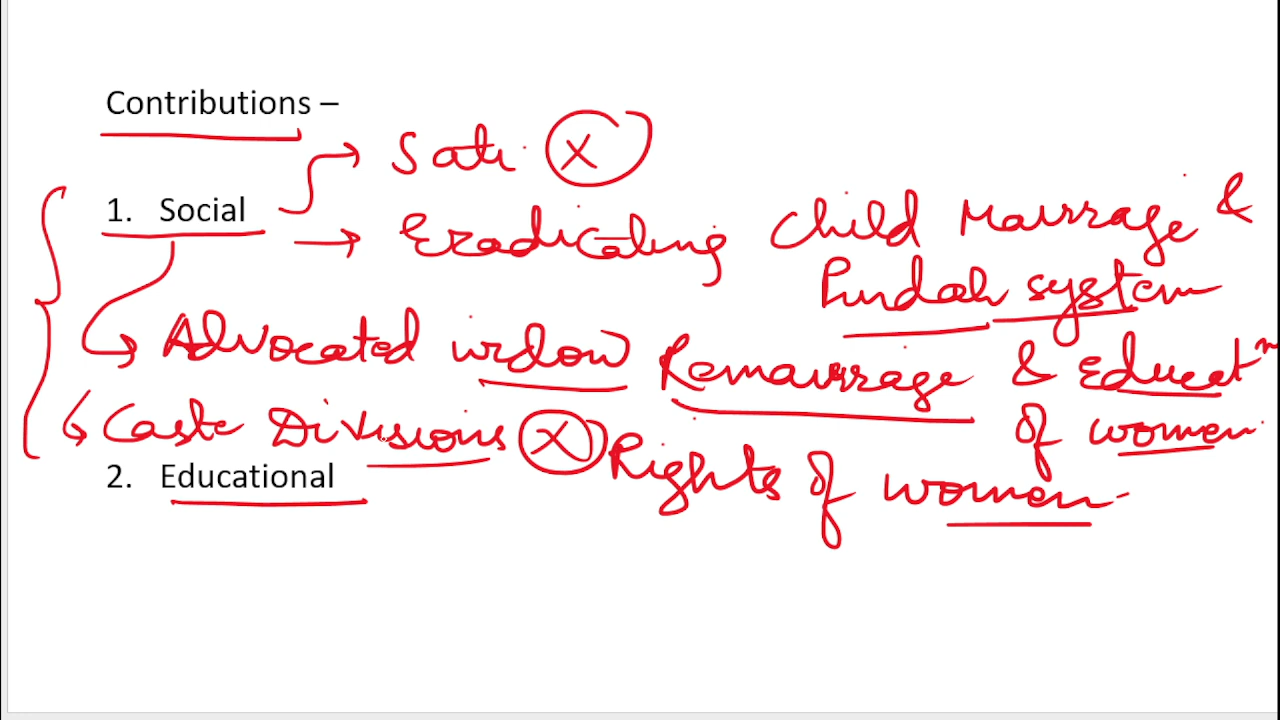 Contributions –
Sati X
1. Social
Eradicating Child Marriage &
Purdah system
Advocated widow Remarriage & Educatn
of women.
Caste Divisions X Rights of women.
2. Educational